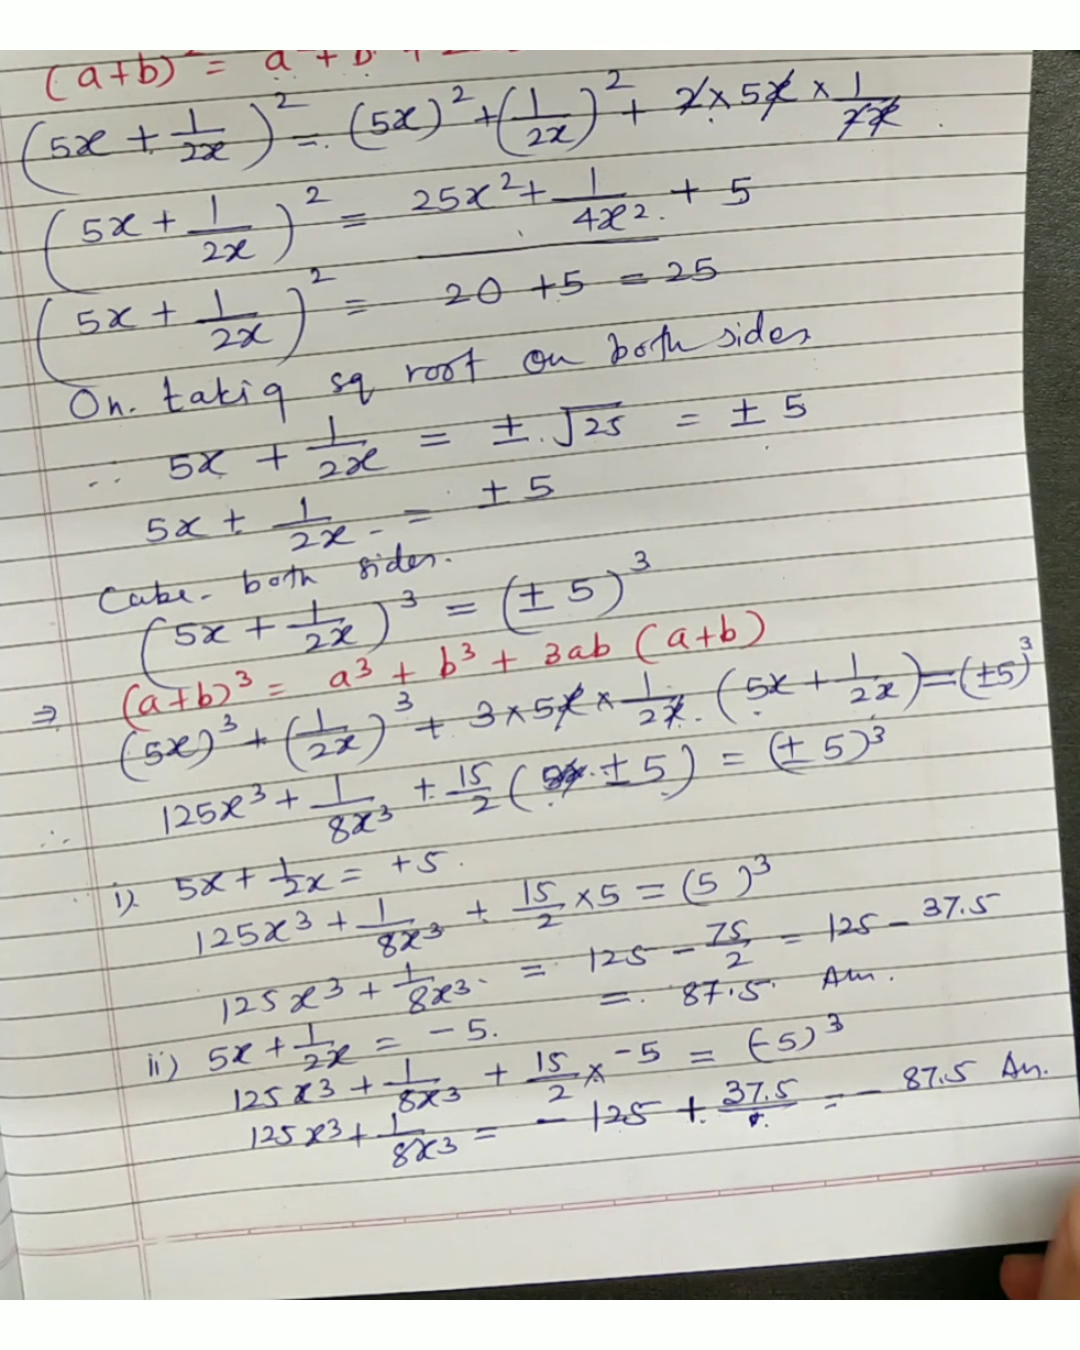 (a+b)² = a² + b² +
(5x + 1/2x)² = (5x)² + (1/2x)² + 2 × 5x × 1/2x
(5x + 1/2x)² = 25x² + 1/4x² + 5
(5x + 1/2x)² = 20 + 5 = 25
On. takig sq root on both sides
∴ 5x + 1/2x = ± √25 = ± 5
5x + 1/2x = ± 5
Cube both sides.
(5x + 1/2x)³ = (± 5)³
(a+b)³ = a³ + b³ + 3ab (a+b)
⇒ (5x)³ + (1/2x)³ + 3 × 5x × 1/2x. (5x + 1/2x) = (±5)³
∴ 125x³ + 1/8x³ + 15/2 (± 5) = (± 5)³
i). 5x + 1/2x = +5.
125x³ + 1/8x³ + 15/2 × 5 = (5)³
125x³ + 1/8x³ = 125 - 75/2 = 125 - 37.5
= 87.5. Ans.
ii) 5x + 1/2x = -5.
125x³ + 1/8x³ + 15/2 × -5 = (-5)³
125x³ + 1/8x³ = - 125 + 37.5 = - 87.5 Ans.